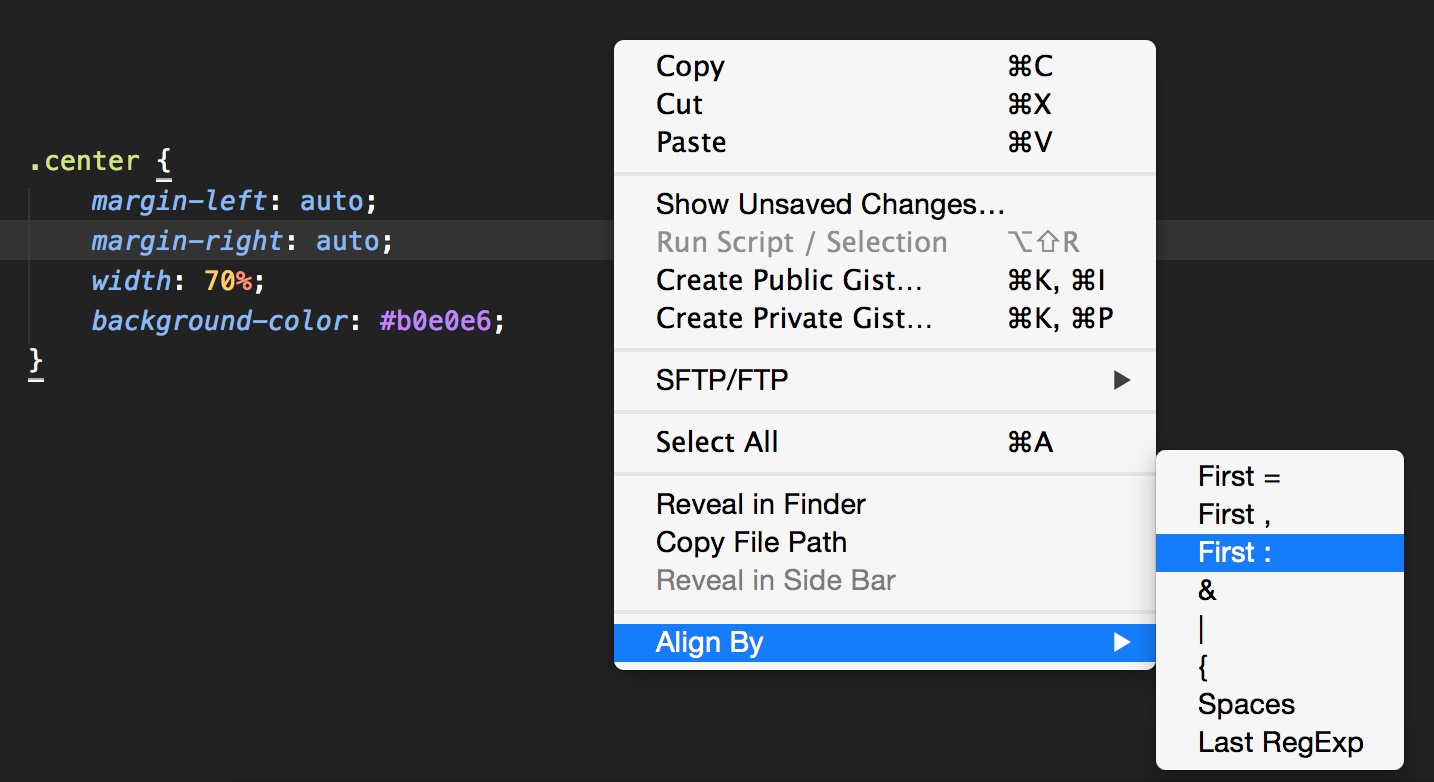 .center {
    margin-left: auto;
    margin-right: auto;
    width: 70%;
    background-color: #b0e0e6;
}
Copy ⌘C
Cut ⌘X
Paste ⌘V
Show Unsaved Changes…
Run Script / Selection ⌥⇧R
Create Public Gist… ⌘K, ⌘I
Create Private Gist… ⌘K, ⌘P
SFTP/FTP ▶
Select All ⌘A
Reveal in Finder
Copy File Path
Reveal in Side Bar
Align By ▶
First =
First ,
First :
&
|
{
Spaces
Last RegExp